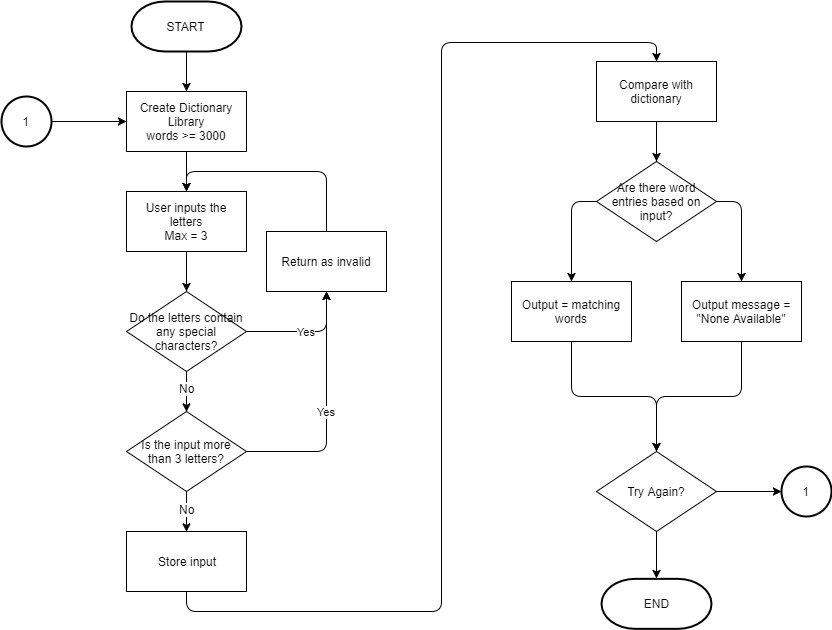 START
1
Create Dictionary
Library
words >= 3000
User inputs the
letters
Max = 3
Return as invalid
Do the letters contain
any special
characters?
Yes
No
Yes
Is the input more
than 3 letters?
No
Store input
Compare with
dictionary
Are there word
entries based on
input?
Output = matching
words
Output message =
"None Available"
Try Again?
1
END